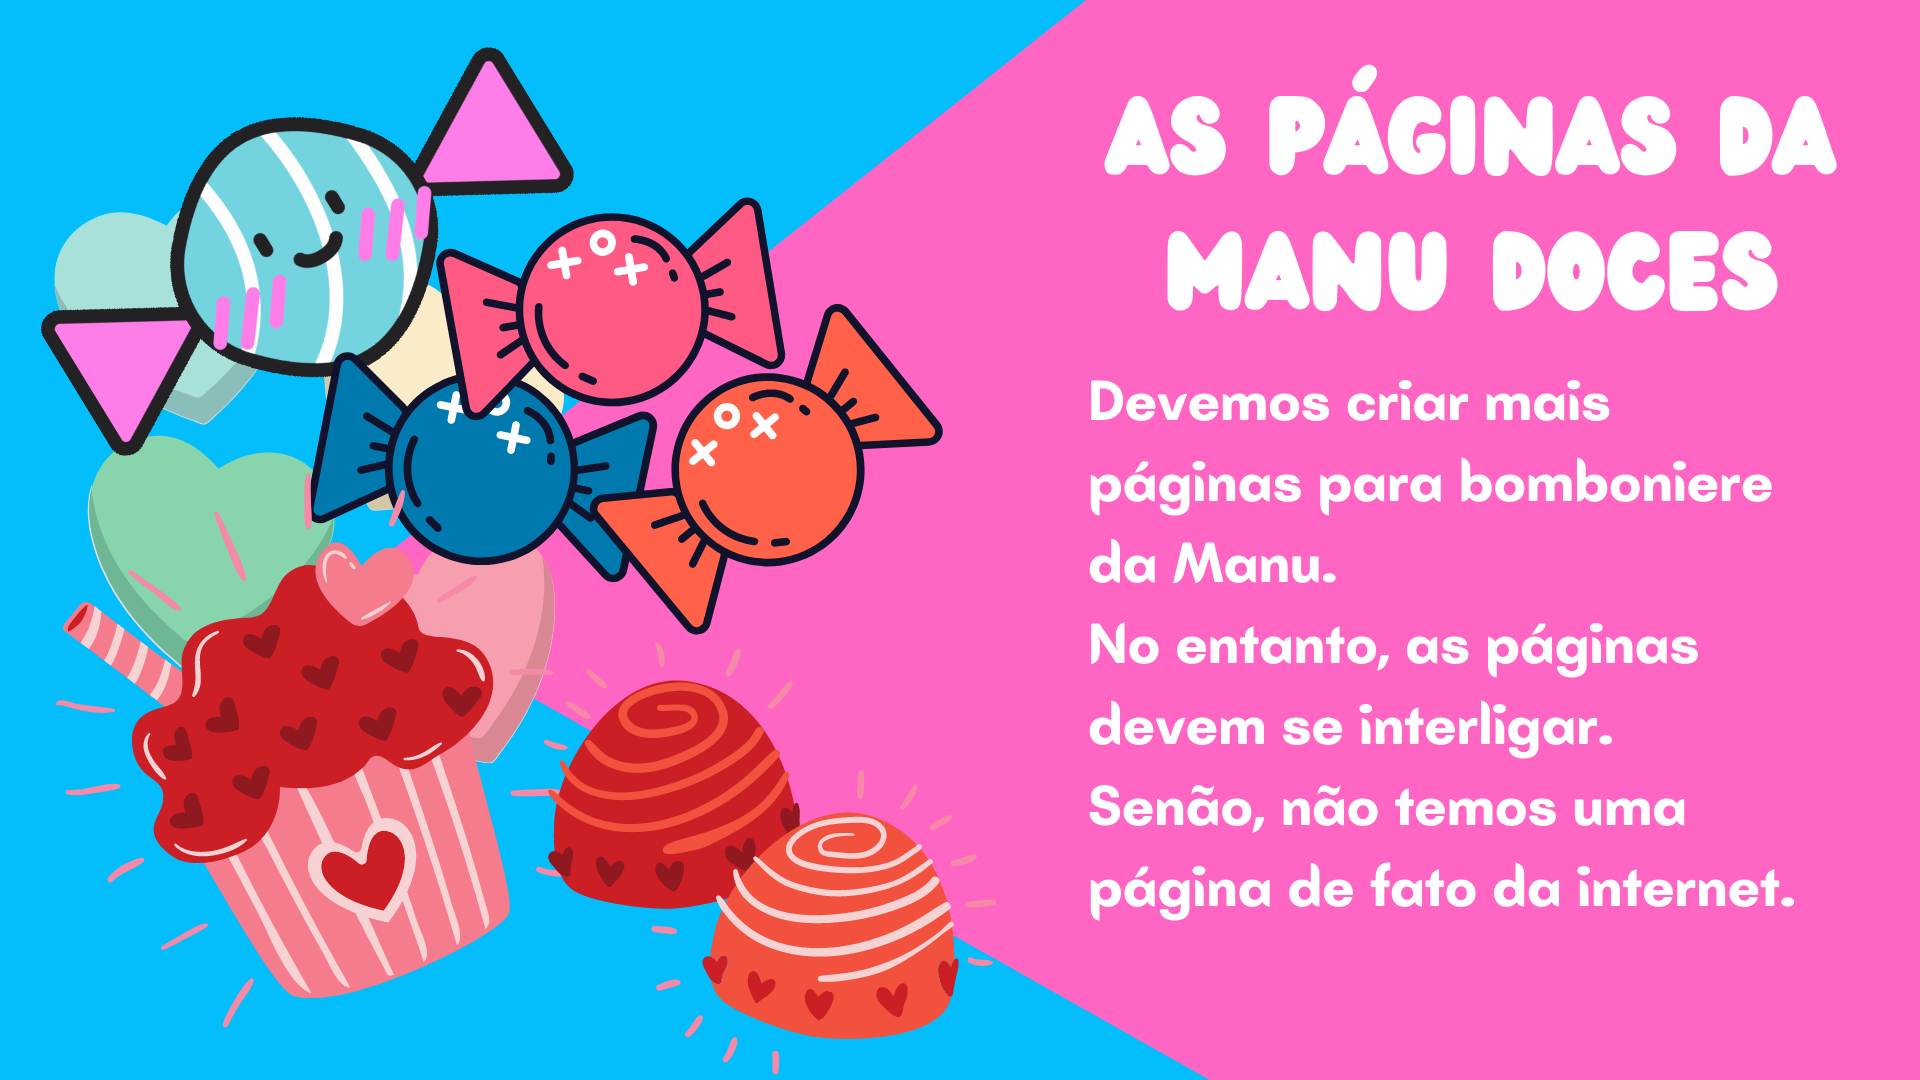 AS PÁGINAS DA
MANU DOCES
Devemos criar mais
páginas para bomboniere
da Manu.
No entanto, as páginas
devem se interligar.
Senão, não temos uma
página de fato da internet.